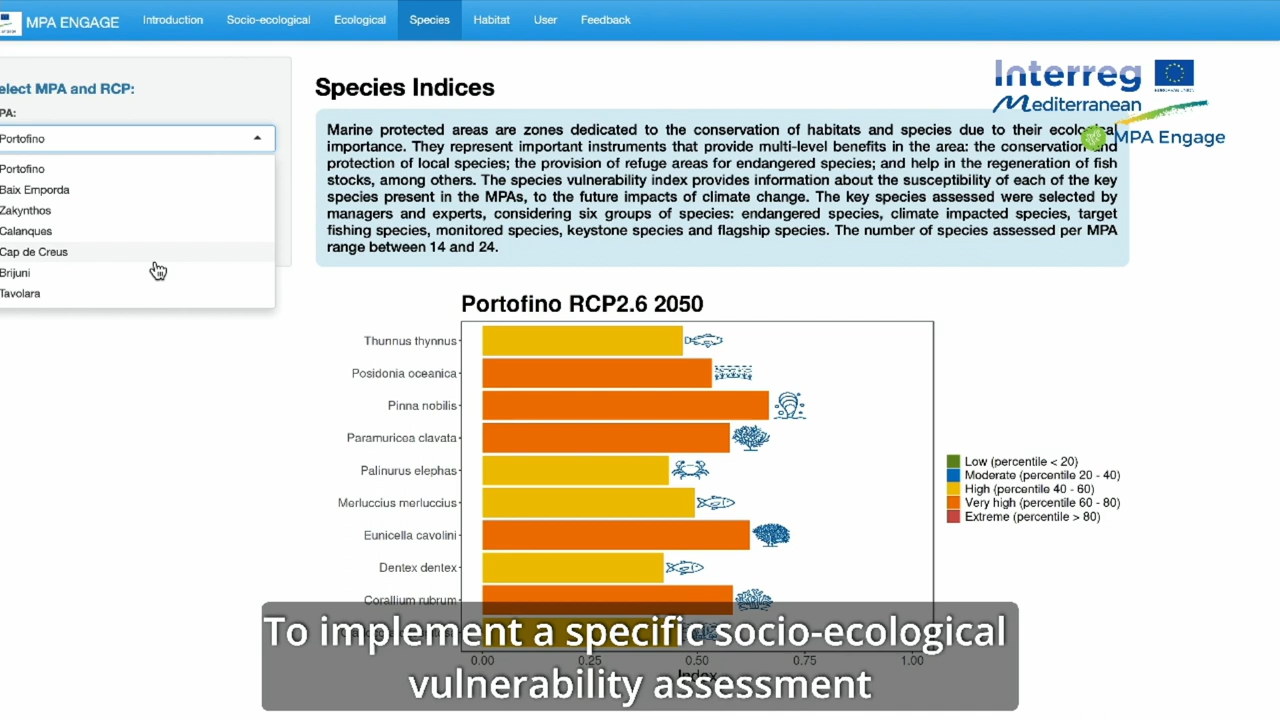 MPA ENGAGE
Introduction
Socio-ecological
Ecological
Species
Habitat
User
Feedback
elect MPA and RCP:
PA:
Portofino
Portofino
Baix Emporda
Zakynthos
Calanques
Cap de Creus
Brijuni
Tavolara
Species Indices
Interreg
EUROPEAN UNION
Mediterranean
MPA Engage
Marine protected areas are zones dedicated to the conservation of habitats and species due to their ecological
importance. They represent important instruments that provide multi-level benefits in the area: the conservation and
protection of local species; the provision of refuge areas for endangered species; and help in the regeneration of fish
stocks, among others. The species vulnerability index provides information about the susceptibility of each of the key
species present in the MPAs, to the future impacts of climate change. The key species assessed were selected by
managers and experts, considering six groups of species: endangered species, climate impacted species, target
fishing species, monitored species, keystone species and flagship species. The number of species assessed per MPA
range between 14 and 24.
Portofino RCP2.6 2050
Thunnus thynnus
Posidonia oceanica
Pinna nobilis
Paramuricea clavata
Palinurus elephas
Merluccius merluccius
Eunicella cavolini
Dentex dentex
Corallium rubrum
0.00
0.25
0.50
0.75
1.00
Index
Low (percentile < 20)
Moderate (percentile 20 - 40)
High (percentile 40 - 60)
Very high (percentile 60 - 80)
Extreme (percentile > 80)
To implement a specific socio-ecological
vulnerability assessment